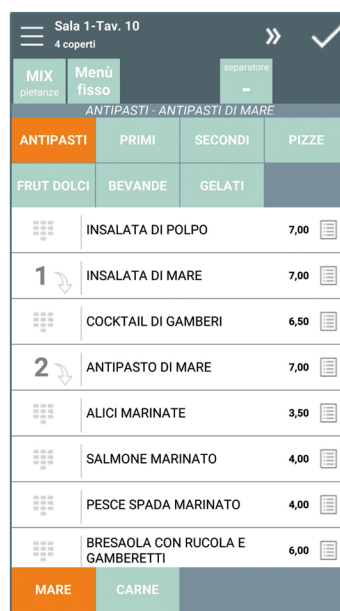 Sala 1-Tav. 10
4 coperti
MIX
pietanze
Menù
fisso
separatore
-
ANTIPASTI - ANTIPASTI DI MARE
ANTIPASTI PRIMI SECONDI PIZZE
FRUT DOLCI BEVANDE GELATI
INSALATA DI POLPO 7,00
1 INSALATA DI MARE 7,00
COCKTAIL DI GAMBERI 6,50
2 ANTIPASTO DI MARE 7,00
ALICI MARINATE 3,50
SALMONE MARINATO 4,00
PESCE SPADA MARINATO 4,00
BRESAOLA CON RUCOLA E
GAMBERETTI 6,00
MARE CARNE